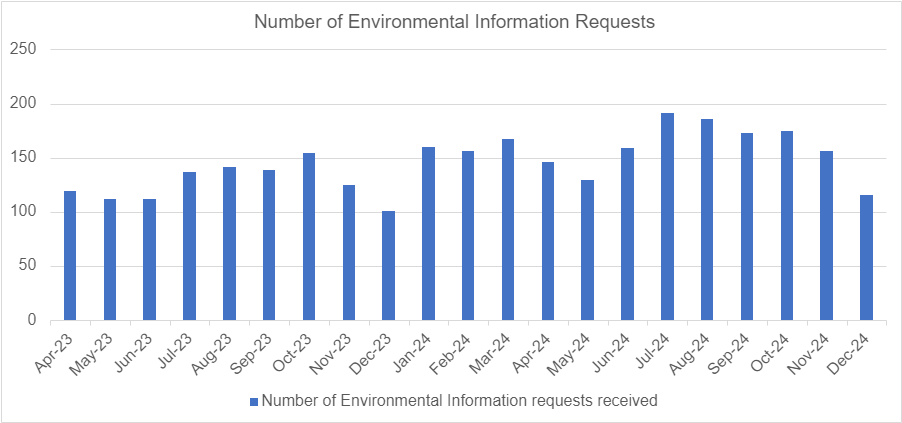 Number of Environmental Information Requests
250
200
150
100
50
0
Apr-23
May-23
Jun-23
Jul-23
Aug-23
Sep-23
Oct-23
Nov-23
Dec-23
Jan-24
Feb-24
Mar-24
Apr-24
May-24
Jun-24
Jul-24
Aug-24
Sep-24
Oct-24
Nov-24
Dec-24
Number of Environmental Information requests received